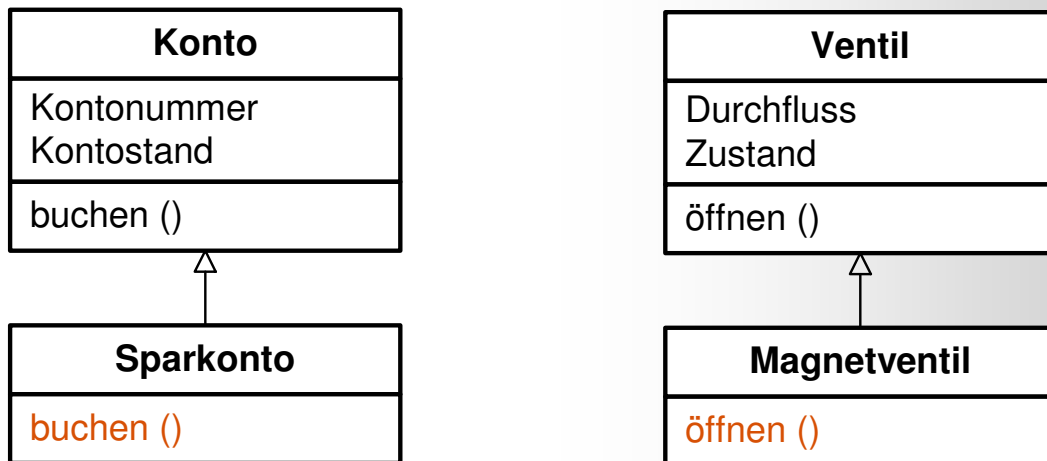 Konto
Kontonummer
Kontostand
buchen ()
Sparkonto
buchen ()
Ventil
Durchfluss
Zustand
öffnen ()
Magnetventil
öffnen ()